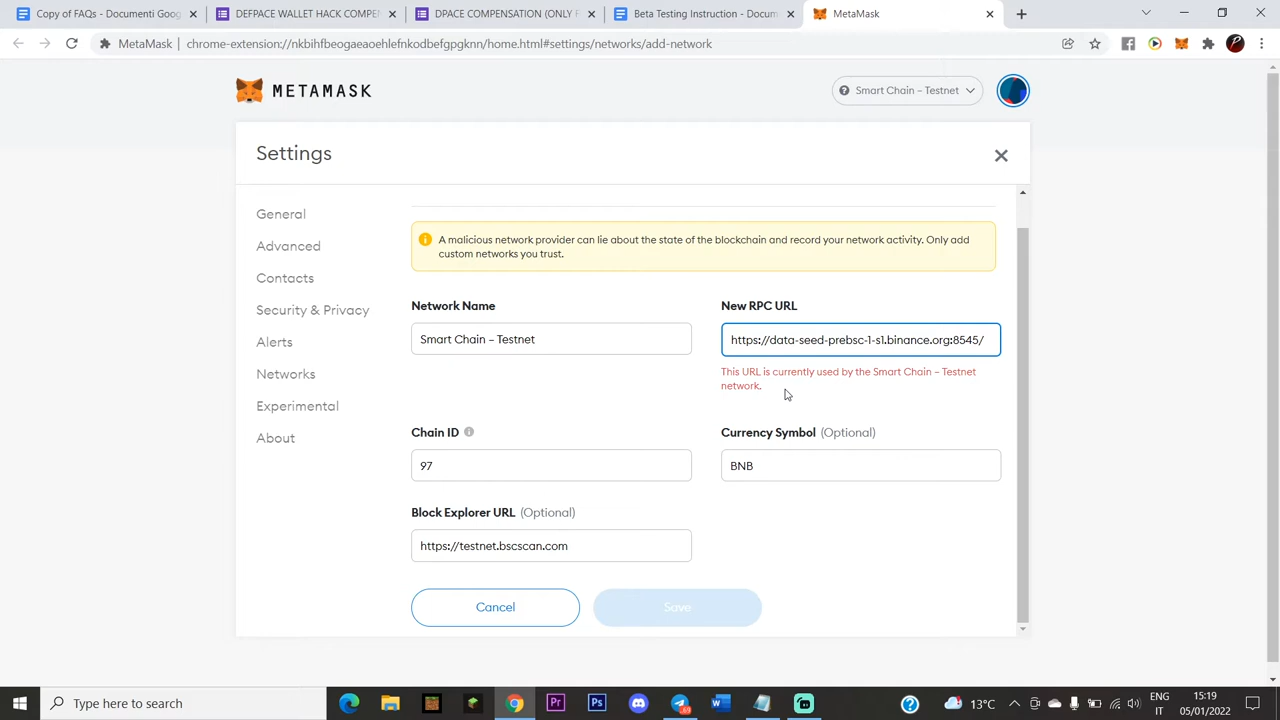 Copy of FAQs - Documenti Goog
DEFPACE WALLET HACK COMPEN
DPACE COMPENSATION (ONLY F
Beta Testing Instruction - Docum
MetaMask
MetaMask
chrome-extension://nkbihfbeogaeaoehlefnkodbefgpgknn/home.html#settings/networks/add-network
METAMASK
Smart Chain – Testnet
Settings
General
Advanced
Contacts
Security & Privacy
Alerts
Networks
Experimental
About
A malicious network provider can lie about the state of the blockchain and record your network activity. Only add
custom networks you trust.
Network Name
Smart Chain – Testnet
New RPC URL
https://data-seed-prebsc-1-s1.binance.org:8545/
This URL is currently used by the Smart Chain – Testnet
network.
Chain ID
97
Currency Symbol (Optional)
BNB
Block Explorer URL (Optional)
https://testnet.bscscan.com
Cancel
Save
Type here to search
13°C
ENG
IT
15:19
05/01/2022